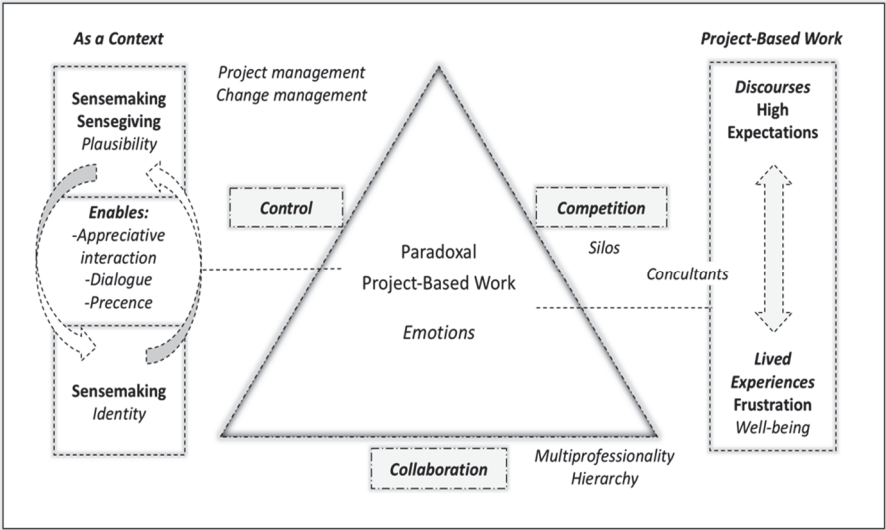 As a Context
Sensemaking
Sensegiving
Plausibility
Enables:
-Appreciative
interaction
-Dialogue
-Precence
Sensemaking
Identity
Project management
Change management
Control
Competition
Silos
Paradoxal
Project-Based Work
Emotions
Concultants
Collaboration
Multiprofessionality
Hierarchy
Project-Based Work
Discourses
High
Expectations
Lived
Experiences
Frustration
Well-being